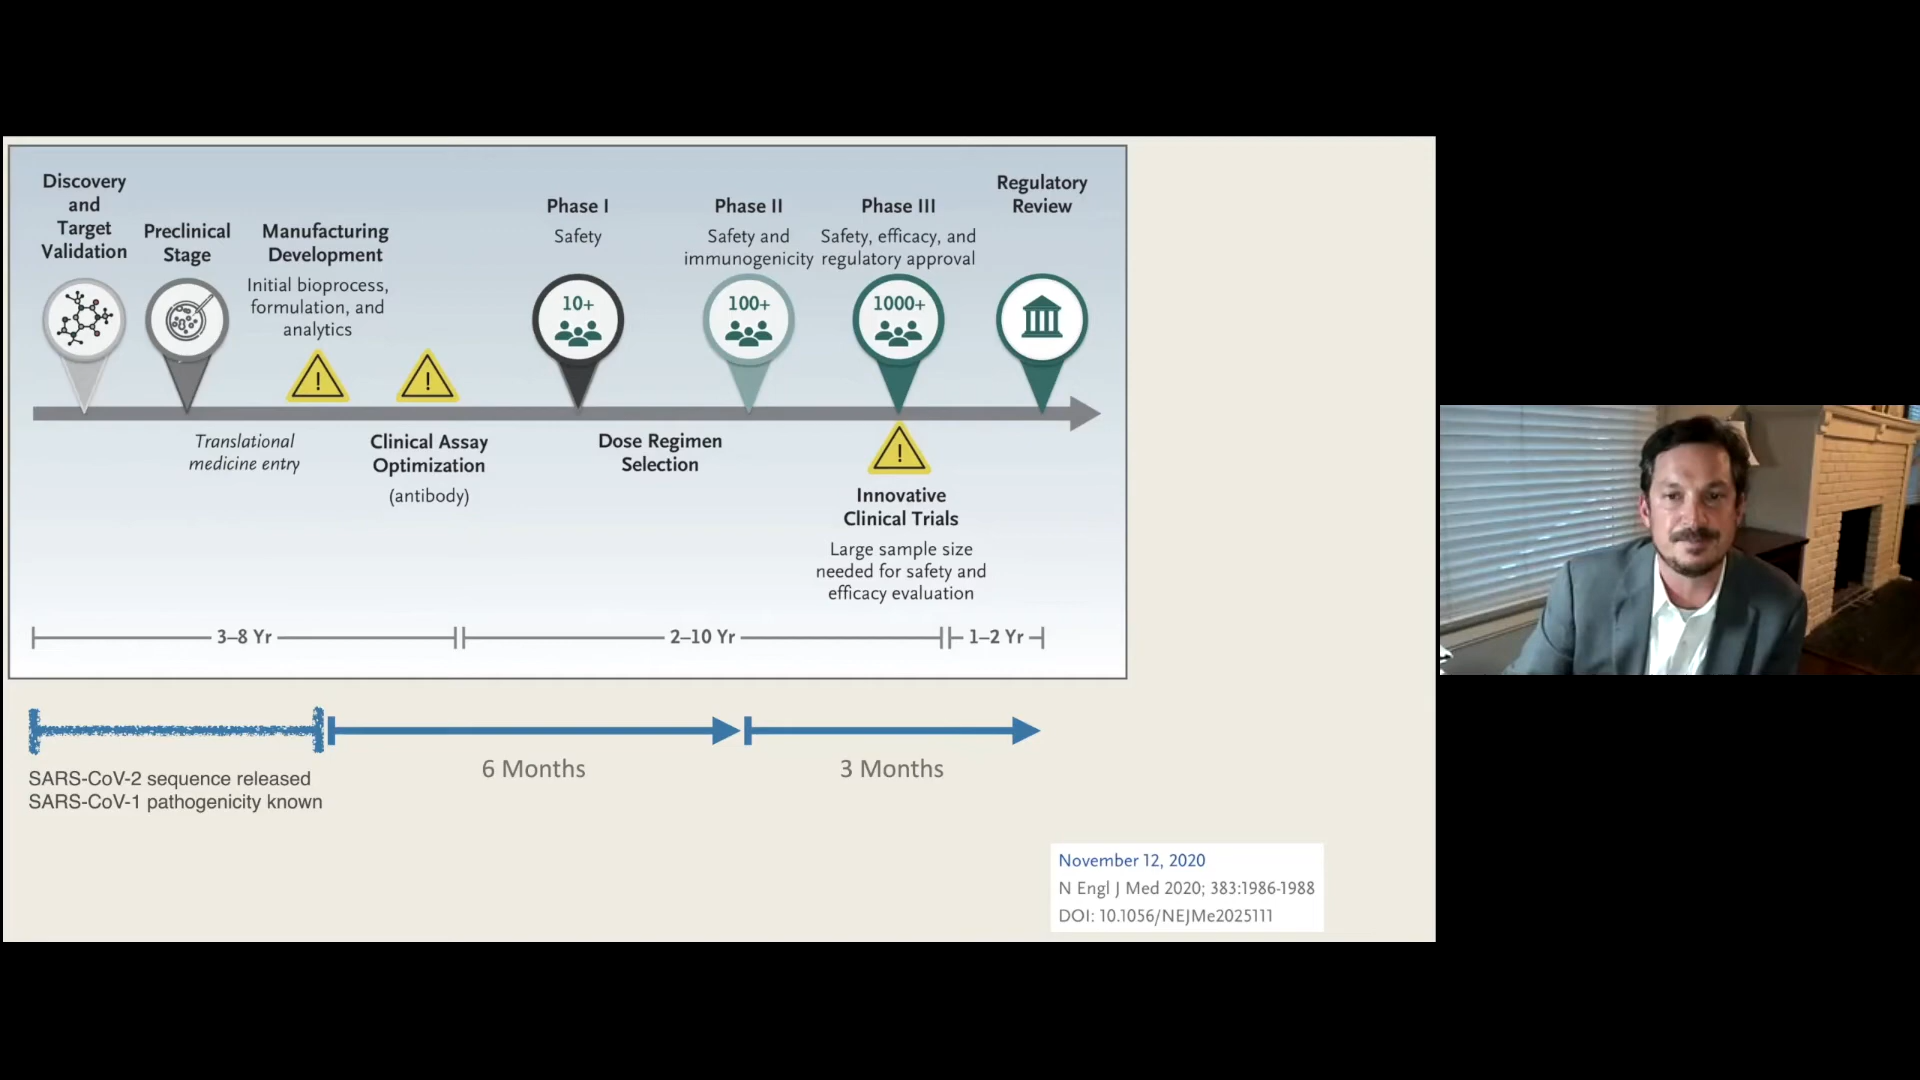 Discovery
and
Target
Validation
Preclinical
Stage
Manufacturing
Development
Initial bioprocess,
formulation, and
analytics
Phase I
Safety
10+
Phase II
Safety and
immunogenicity
100+
Phase III
Safety, efficacy, and
regulatory approval
1000+
Regulatory
Review
!
!
Translational
medicine entry
Clinical Assay
Optimization
(antibody)
Dose Regimen
Selection
!
Innovative
Clinical Trials
Large sample size
needed for safety and
efficacy evaluation
3–8 Yr
2–10 Yr
1–2 Yr
SARS-CoV-2 sequence released
SARS-CoV-1 pathogenicity known
6 Months
3 Months
November 12, 2020
N Engl J Med 2020; 383:1986-1988
DOI: 10.1056/NEJMe2025111